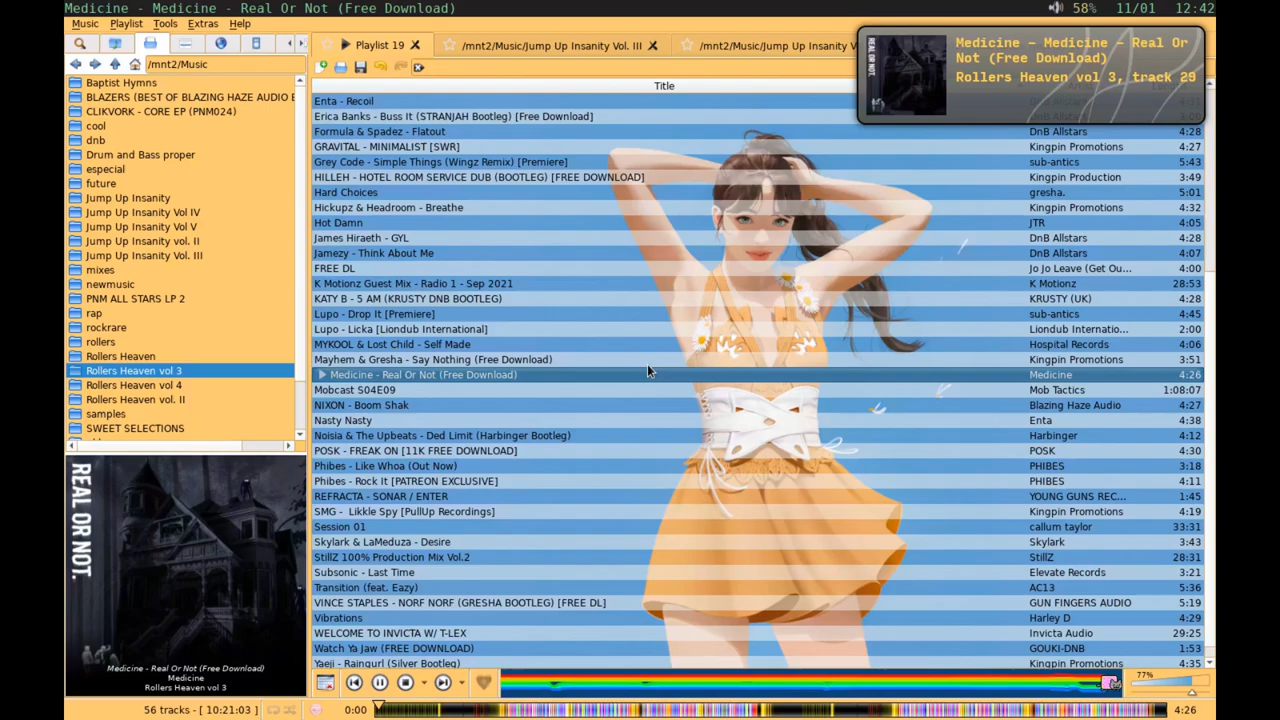 Medicine - Medicine - Real Or Not (Free Download)
58%
11/01
12:42
Music Playlist Tools Extras Help
Playlist 19
/mnt2/Music/Jump Up Insanity Vol. III
/mnt2/Music/Jump Up Insanity V
/mnt2/Music
REAL OR NOT.
Medicine – Medicine – Real Or
Not (Free Download)
Rollers Heaven vol 3, track 29
Baptist Hymns
BLAZERS (BEST OF BLAZING HAZE AUDIO E
CLIKVORK - CORE EP (PNM024)
cool
dnb
Drum and Bass proper
especial
future
Jump Up Insanity
Jump Up Insanity Vol IV
Jump Up Insanity Vol V
Jump Up Insanity vol. II
Jump Up Insanity Vol. III
mixes
newmusic
PNM ALL STARS LP 2
rap
rockrare
rollers
Rollers Heaven
Rollers Heaven vol 3
Rollers Heaven vol 4
Rollers Heaven vol. II
samples
SWEET SELECTIONS
Title
Enta - Recoil
Erica Banks - Buss It (STRANJAH Bootleg) [Free Download]
Formula & Spadez - Flatout DnB Allstars 4:28
GRAVITAL - MINIMALIST [SWR] Kingpin Promotions 4:27
Grey Code - Simple Things (Wingz Remix) [Premiere] sub-antics 5:43
HILLEH - HOTEL ROOM SERVICE DUB (BOOTLEG) [FREE DOWNLOAD] Kingpin Production 3:49
Hard Choices gresha. 5:01
Hickupz & Headroom - Breathe Kingpin Promotions 4:32
Hot Damn JTR 4:05
James Hiraeth - GYL DnB Allstars 4:28
Jamezy - Think About Me DnB Allstars 4:07
FREE DL Jo Jo Leave (Get Ou... 4:00
K Motionz Guest Mix - Radio 1 - Sep 2021 K Motionz 28:53
KATY B - 5 AM (KRUSTY DNB BOOTLEG) KRUSTY (UK) 4:28
Lupo - Drop It [Premiere] sub-antics 4:45
Lupo - Licka [Liondub International] Liondub Internatio... 2:00
MYKOOL & Lost Child - Self Made Hospital Records 4:06
Mayhem & Gresha - Say Nothing (Free Download) Kingpin Promotions 3:51
Medicine - Real Or Not (Free Download) Medicine 4:26
Mobcast S04E09 Mob Tactics 1:08:07
NIXON - Boom Shak Blazing Haze Audio 4:27
Nasty Nasty Enta 4:38
Noisia & The Upbeats - Ded Limit (Harbinger Bootleg) Harbinger 4:12
POSK - FREAK ON [11K FREE DOWNLOAD] POSK 4:30
Phibes - Like Whoa (Out Now) PHIBES 3:18
Phibes - Rock It [PATREON EXCLUSIVE] PHIBES 4:11
REFRACTA - SONAR / ENTER YOUNG GUNS REC... 1:45
SMG - Likkle Spy [PullUp Recordings] Kingpin Promotions 4:19
Session 01 callum taylor 33:31
Skylark & LaMeduza - Desire Skylark 3:43
StillZ 100% Production Mix Vol.2 StillZ 28:31
Subsonic - Last Time Elevate Records 3:21
Transition (feat. Eazy) AC13 5:36
VINCE STAPLES - NORF NORF (GRESHA BOOTLEG) [FREE DL] GUN FINGERS AUDIO 5:19
Vibrations Harley D 4:29
WELCOME TO INVICTA W/ T-LEX Invicta Audio 29:25
Watch Ya Jaw (FREE DOWNLOAD) GOUKI-DNB 1:53
Yaeji - Raingurl (Silver Bootleg) Kingpin Promotions 4:35
REAL OR NOT.
Medicine - Real Or Not (Free Download)
Medicine
Rollers Heaven vol 3
77%
56 tracks - [ 10:21:03 ]
0:00
4:26